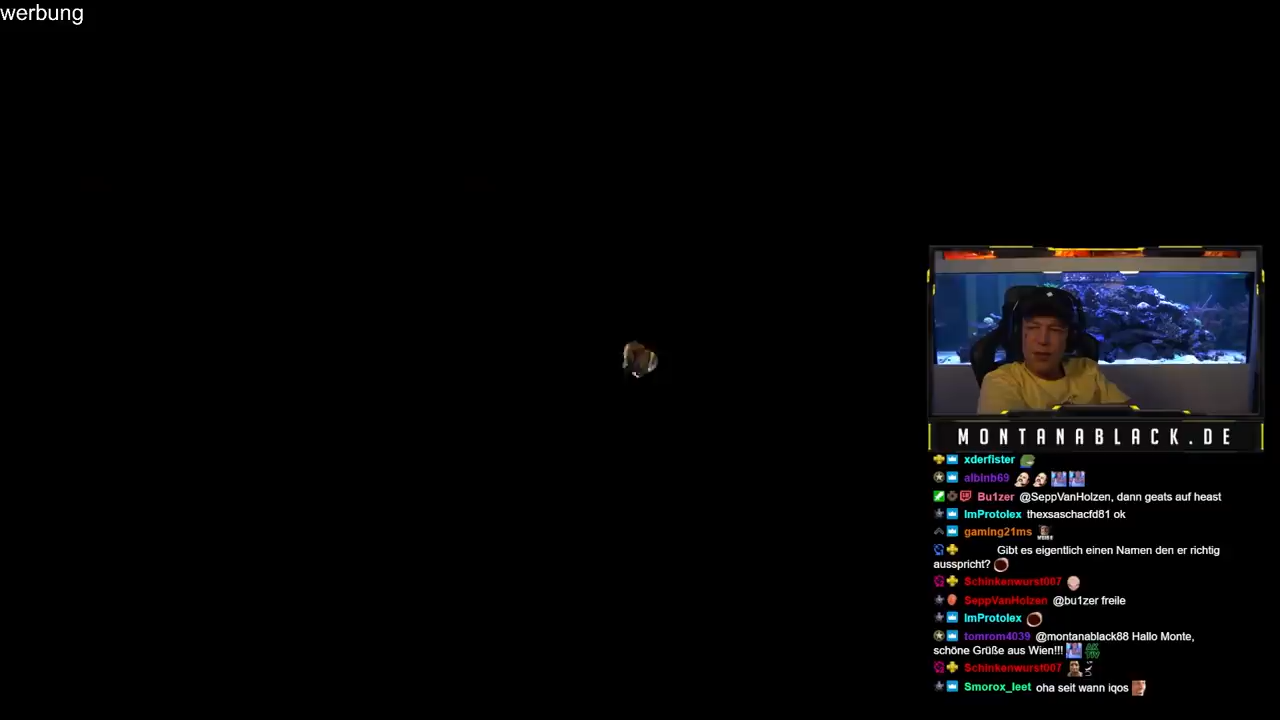 werbung
MONTANABLACK.DE
xderfister
albinb69
Bu1zer @SeppVanHolzen, dann geats auf heast
ImProtolex thexsaschacfd81 ok
gaming21ms
Gibt es eigentlich einen Namen den er richtig
ausspricht?
Schinkenwurst007
SeppVanHolzen @bu1zer freile
ImProtolex
tomrom4039 @montanablack88 Hallo Monte,
schöne Grüße aus Wien!!!
Schinkenwurst007
Smorox_leet oha seit wann iqos